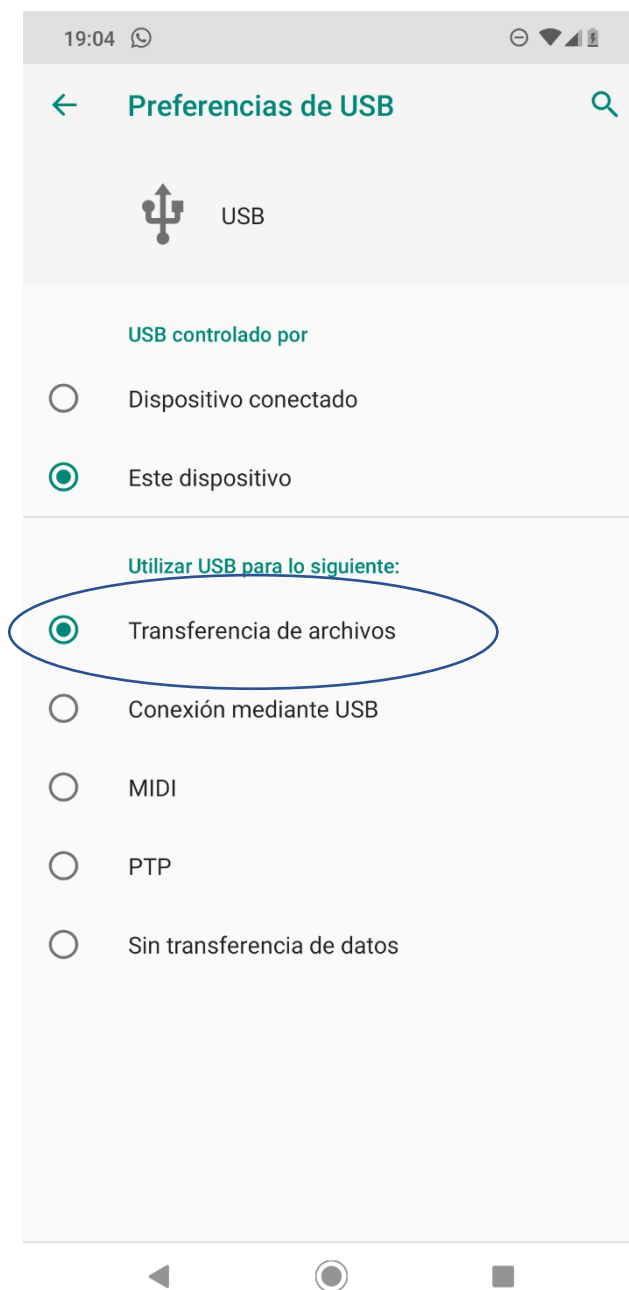 19:04
Preferencias de USB
USB
USB controlado por
Dispositivo conectado
Este dispositivo
Utilizar USB para lo siguiente:
Transferencia de archivos
Conexión mediante USB
MIDI
PTP
Sin transferencia de datos